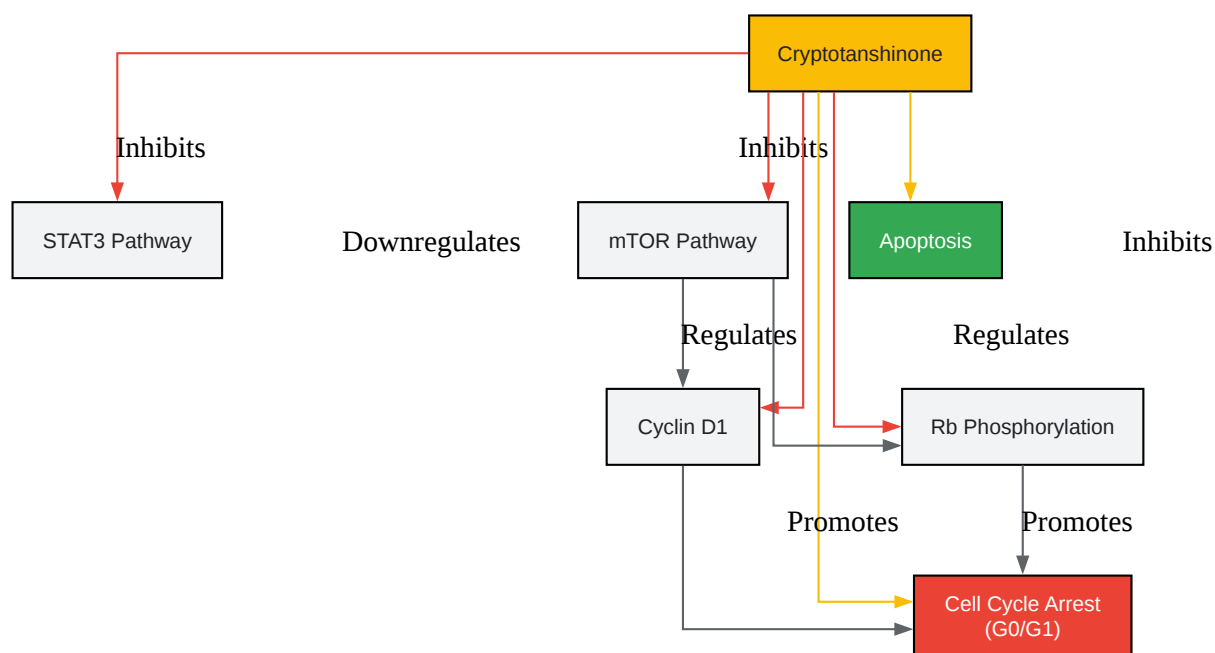 Cryptotanshinone
Inhibits
Inhibits
STAT3 Pathway
Downregulates
mTOR Pathway
Apoptosis
Inhibits
Regulates
Regulates
Cyclin D1
Rb Phosphorylation
Promotes
Promotes
Cell Cycle Arrest
(G0/G1)